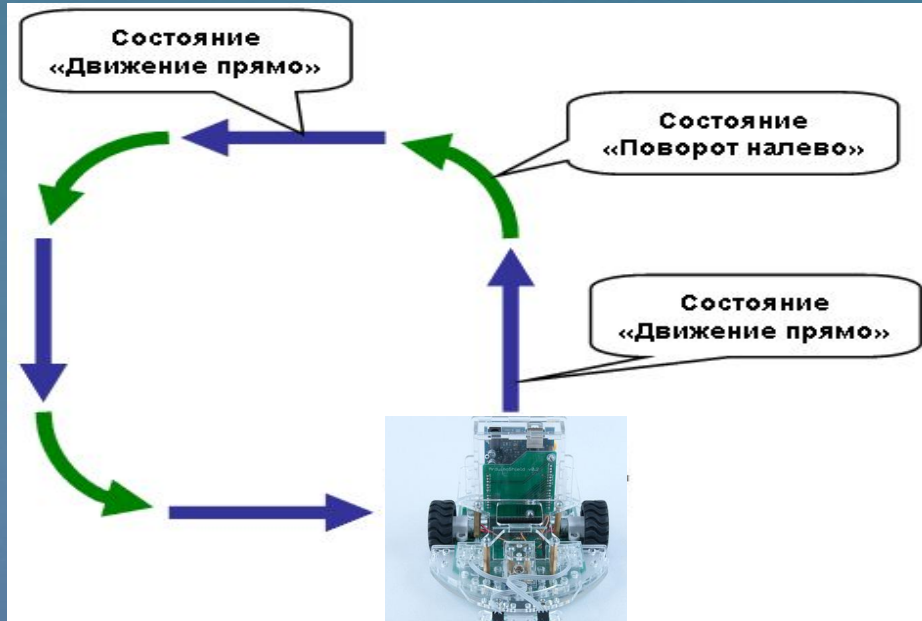 Состояние
«Движение прямо»
Состояние
«Поворот налево»
Состояние
«Движение прямо»